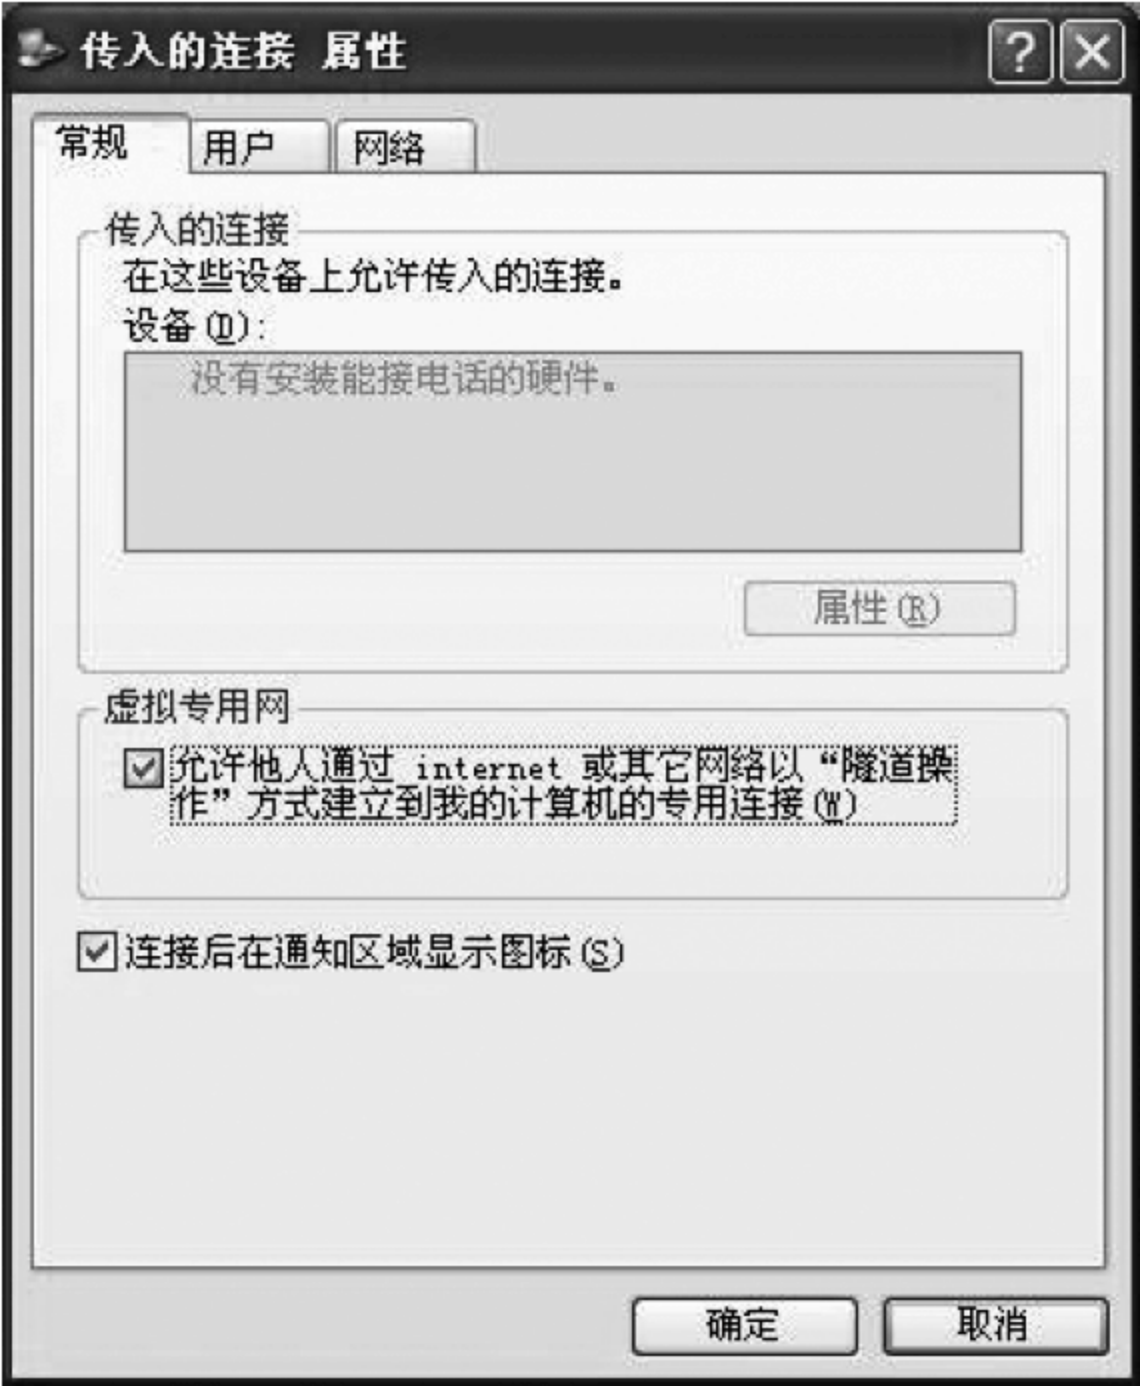 传入的连接 属性
常规 用户 网络
传入的连接
在这些设备上允许传入的连接。
设备(D):
没有安装能接电话的硬件。
属性(R)
虚拟专用网
允许他人通过 internet 或其它网络以“隧道操
作”方式建立到我的计算机的专用连接(W)
连接后在通知区域显示图标(S)
确定 取消